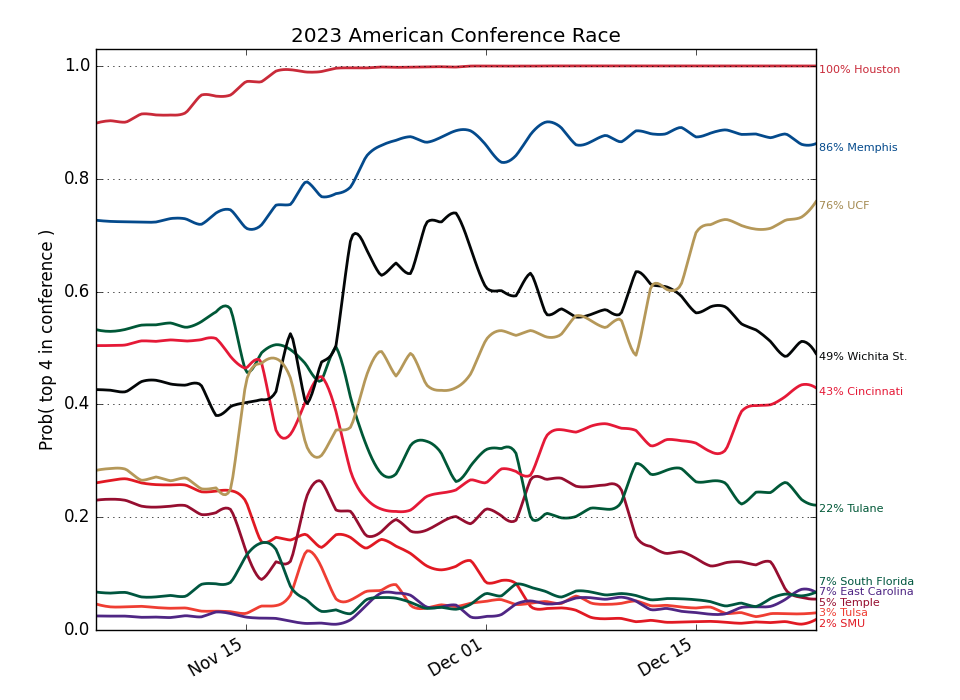 2023 American Conference Race
Prob( top 4 in conference )
1.0
0.8
0.6
0.4
0.2
0.0
Nov 15
Dec 01
Dec 15
100% Houston
86% Memphis
76% UCF
49% Wichita St.
43% Cincinnati
22% Tulane
7% South Florida
7% East Carolina
5% Temple
3% Tulsa
2% SMU